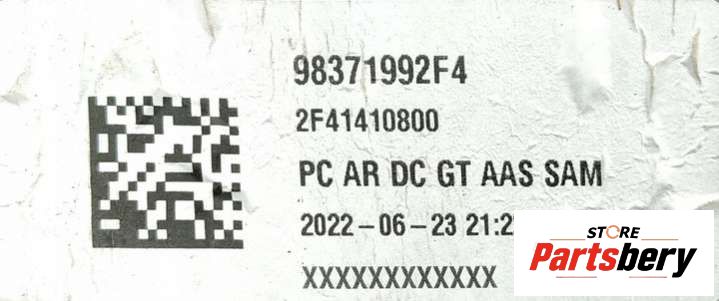 98371992F4
2F41410800
PC AR DC GT AAS SAM
2022-06-23 21:2
XXXXXXXXXXXX
STORE
Partsbery